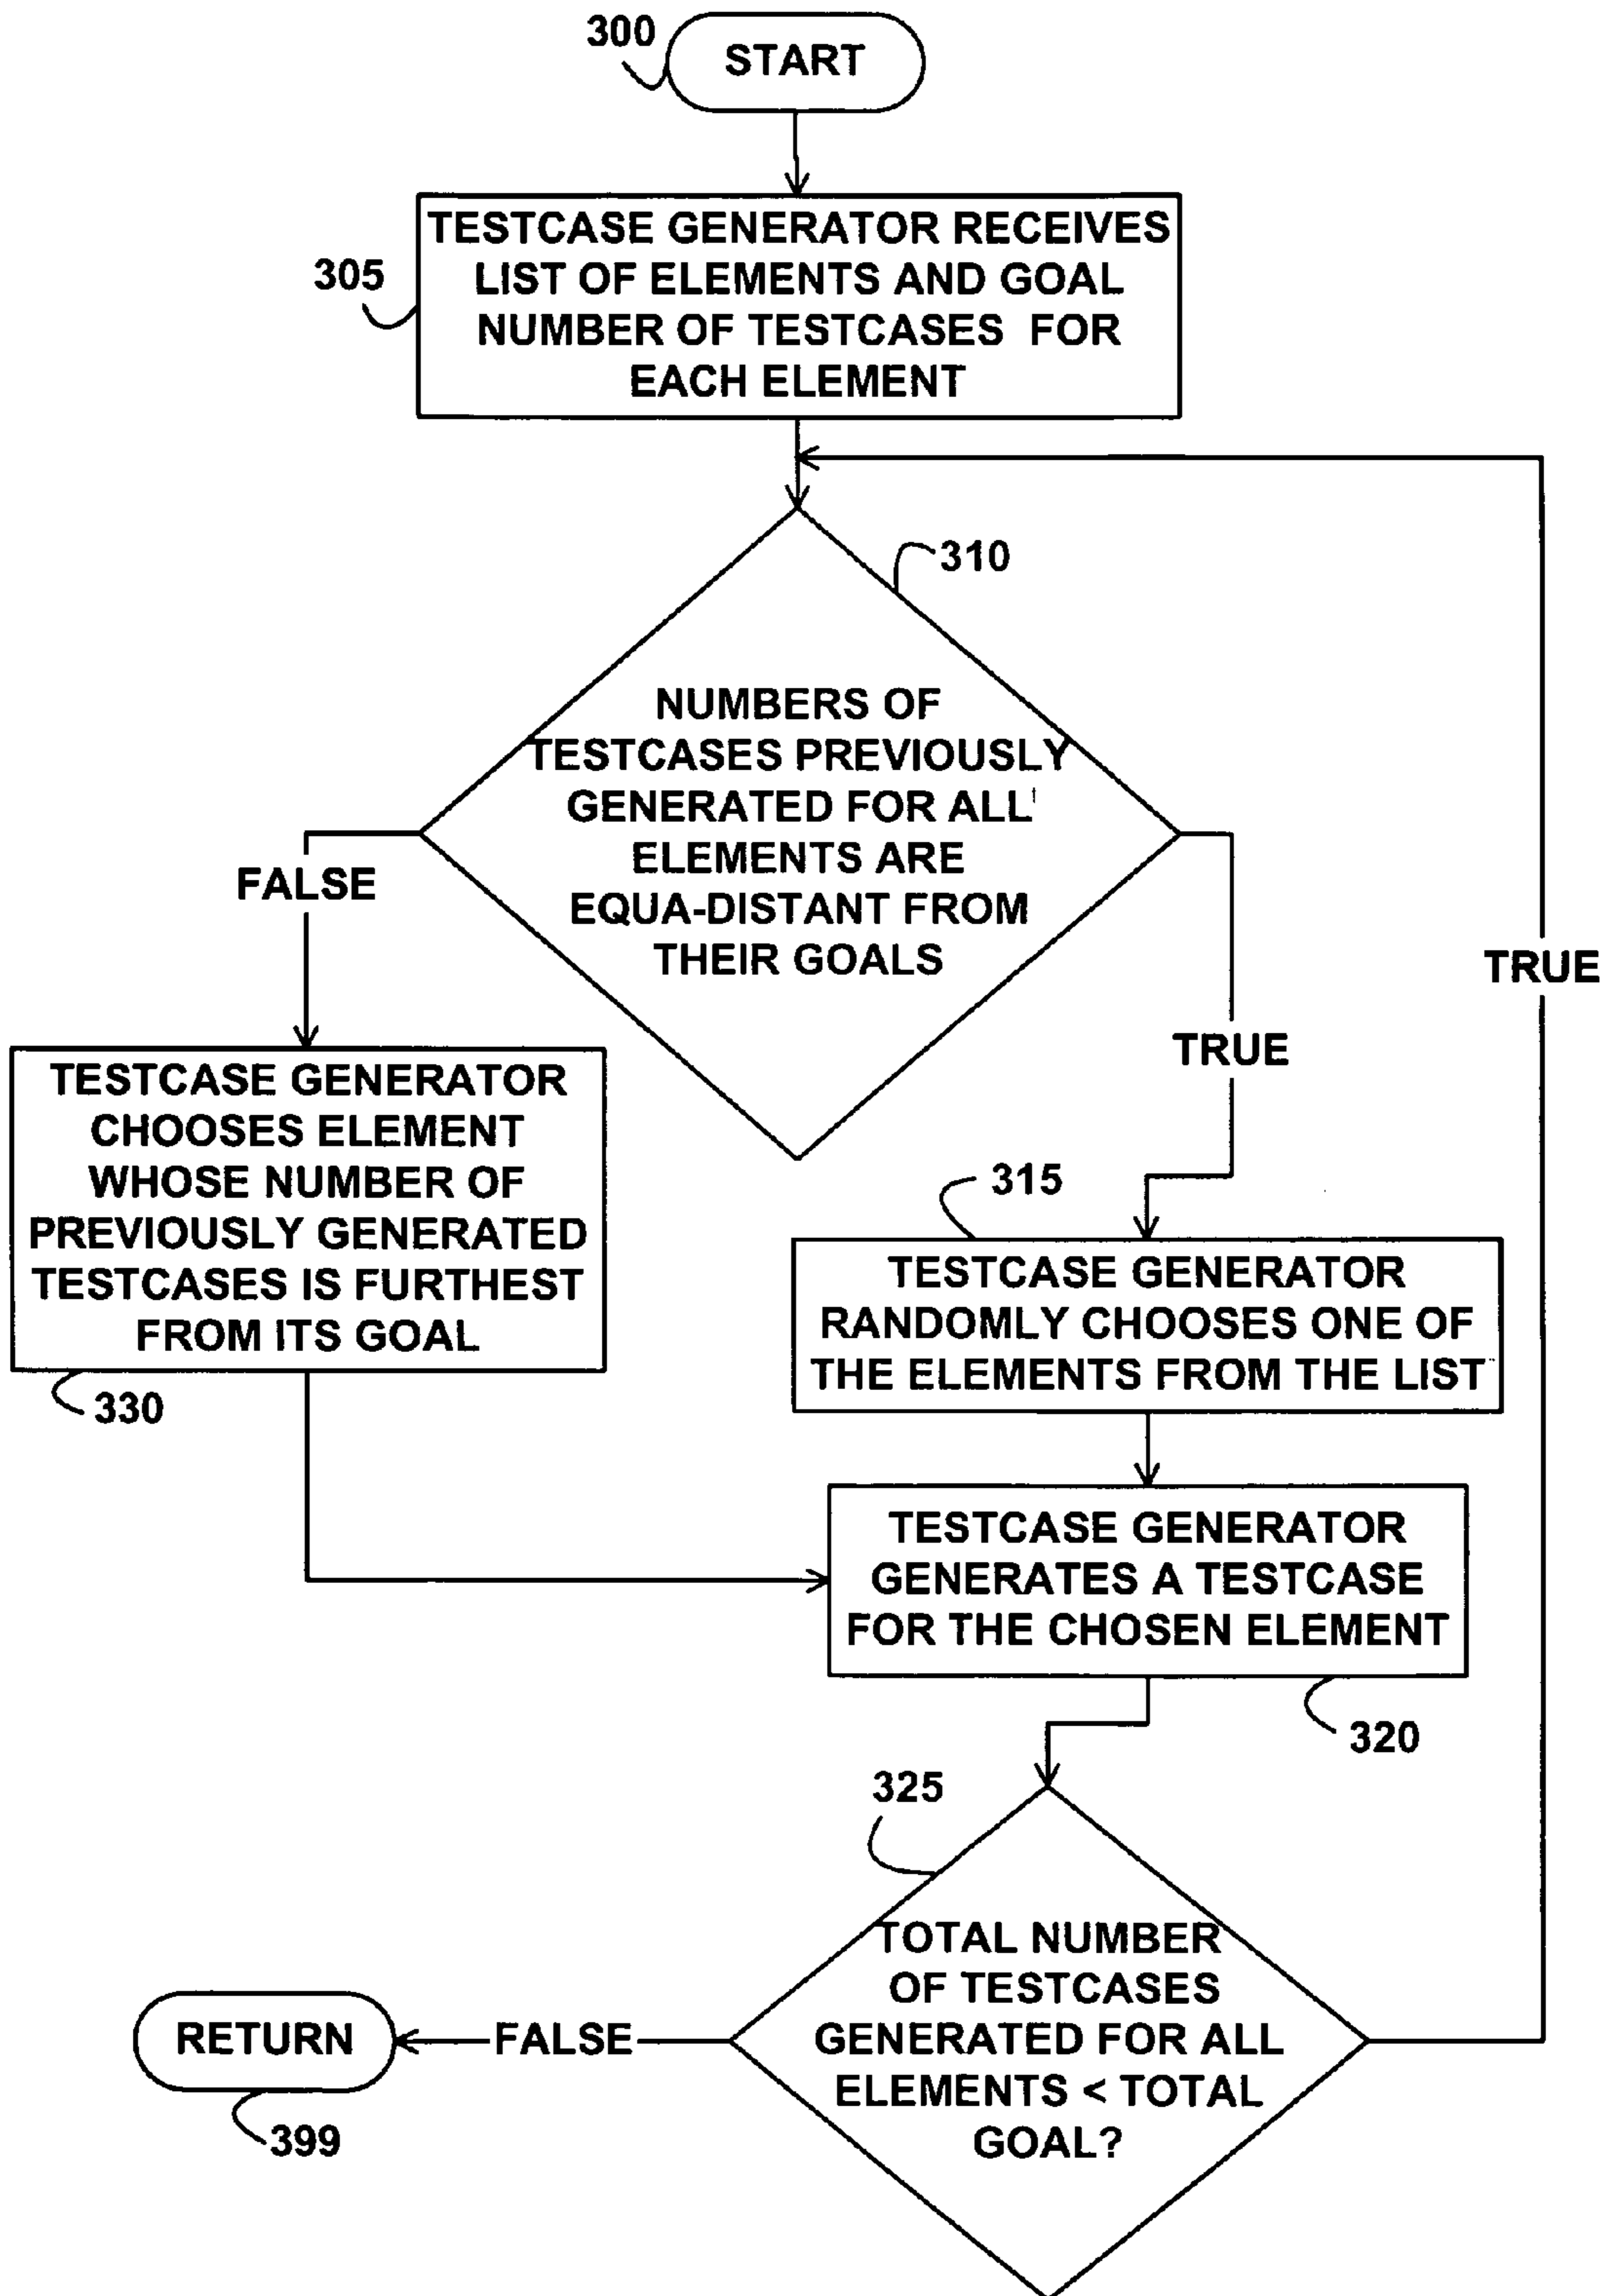 300
START
305
TESTCASE GENERATOR RECEIVES
LIST OF ELEMENTS AND GOAL
NUMBER OF TESTCASES FOR
EACH ELEMENT
310
NUMBERS OF
TESTCASES PREVIOUSLY
GENERATED FOR ALL
ELEMENTS ARE
EQUA-DISTANT FROM
THEIR GOALS
FALSE
TRUE
TRUE
TESTCASE GENERATOR
CHOOSES ELEMENT
WHOSE NUMBER OF
PREVIOUSLY GENERATED
TESTCASES IS FURTHEST
FROM ITS GOAL
330
315
TESTCASE GENERATOR
RANDOMLY CHOOSES ONE OF
THE ELEMENTS FROM THE LIST
TESTCASE GENERATOR
GENERATES A TESTCASE
FOR THE CHOSEN ELEMENT
320
325
TOTAL NUMBER
OF TESTCASES
GENERATED FOR ALL
ELEMENTS < TOTAL
GOAL?
FALSE
RETURN
399